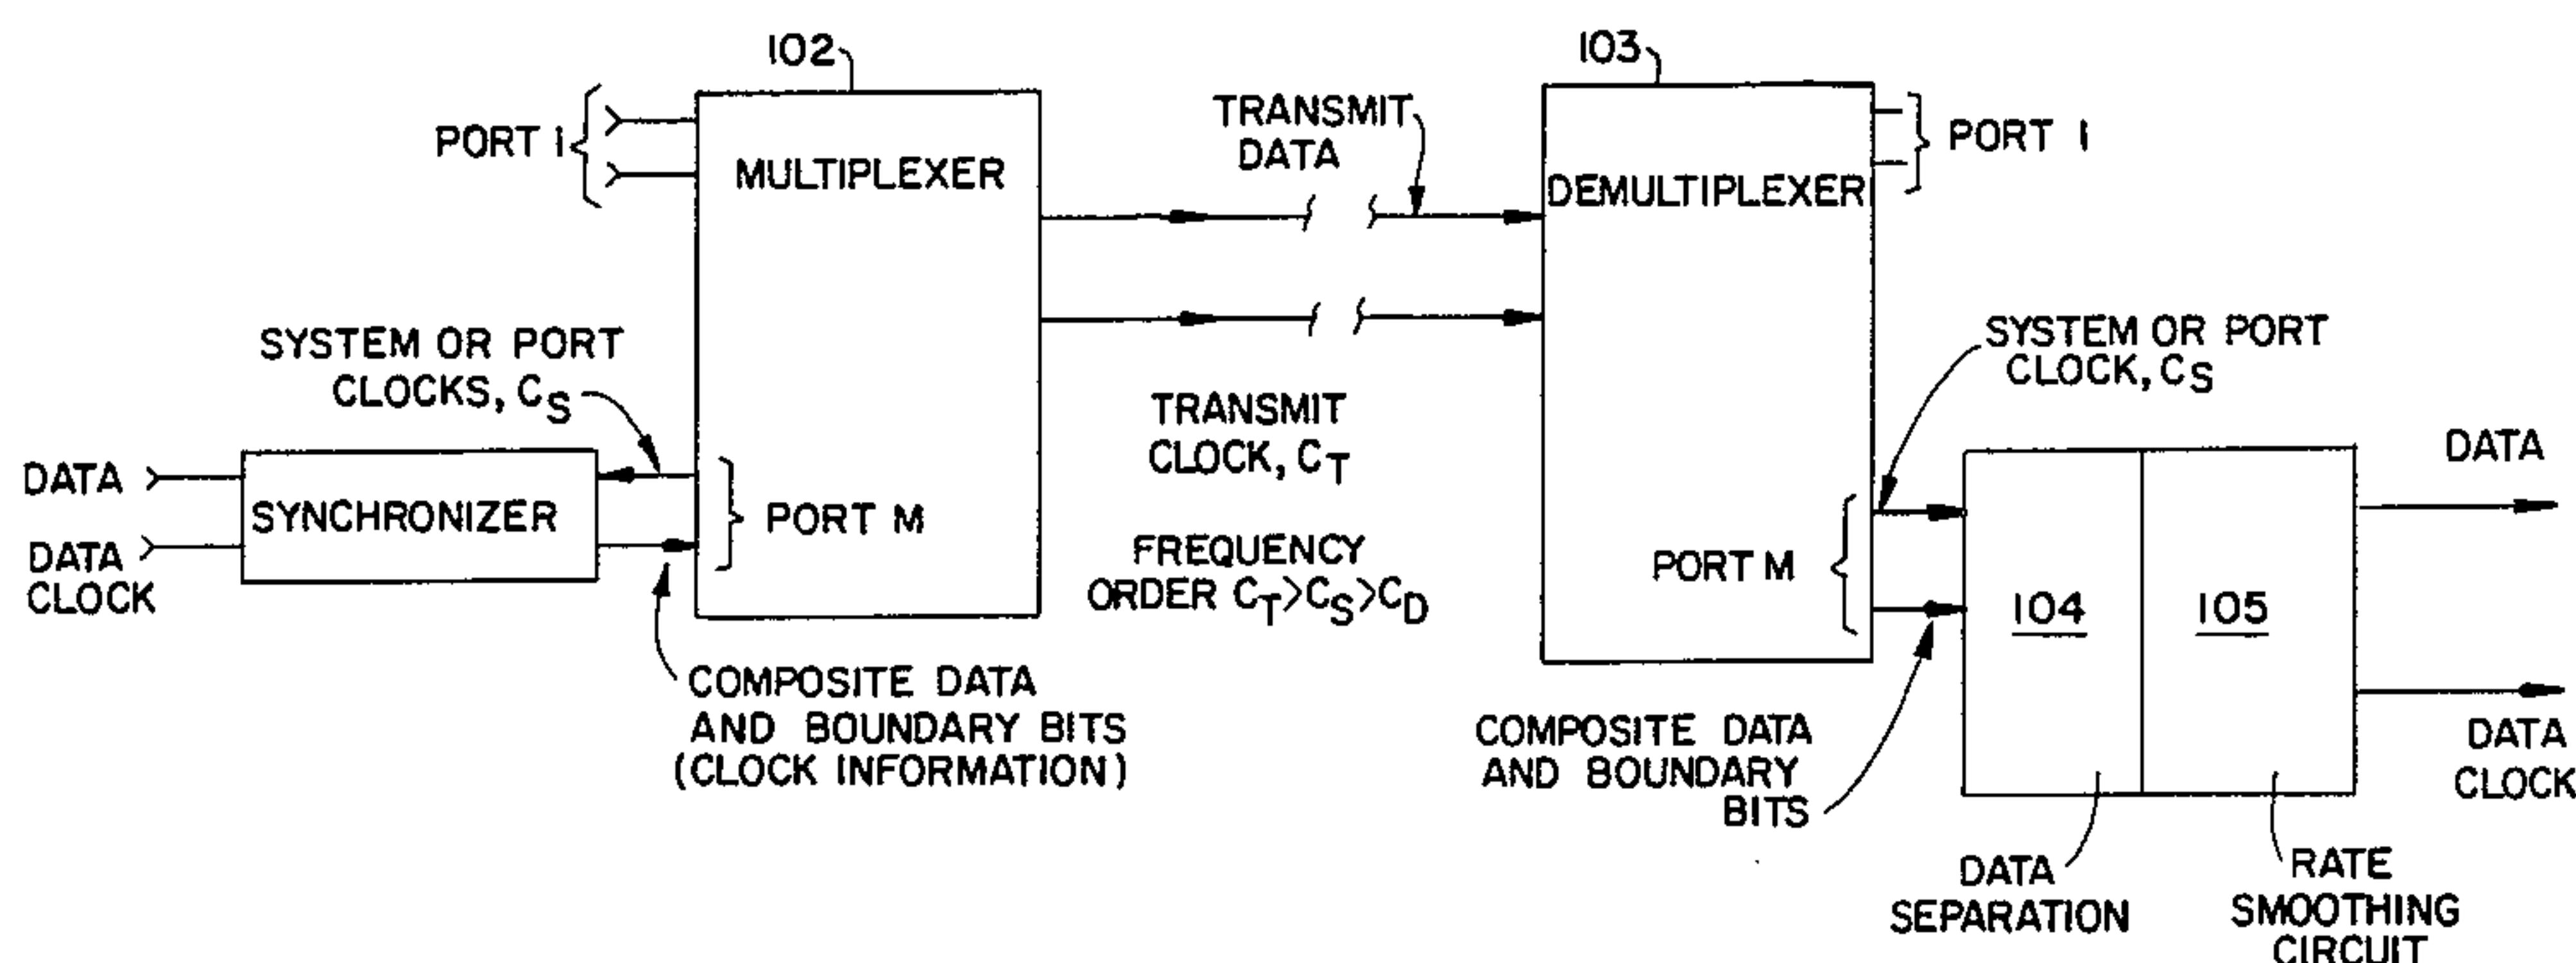 102
PORT 1
MULTIPLEXER
SYSTEM OR PORT
CLOCKS, CS
DATA
DATA
CLOCK
SYNCHRONIZER
PORT M
COMPOSITE DATA
AND BOUNDARY BITS
(CLOCK INFORMATION)
TRANSMIT
DATA
TRANSMIT
CLOCK, CT
FREQUENCY
ORDER CT>CS>CD
103
DEMULTIPLEXER
PORT 1
SYSTEM OR PORT
CLOCK, CS
PORT M
COMPOSITE DATA
AND BOUNDARY
BITS
104
105
DATA
DATA
CLOCK
DATA
SEPARATION
RATE
SMOOTHING
CIRCUIT